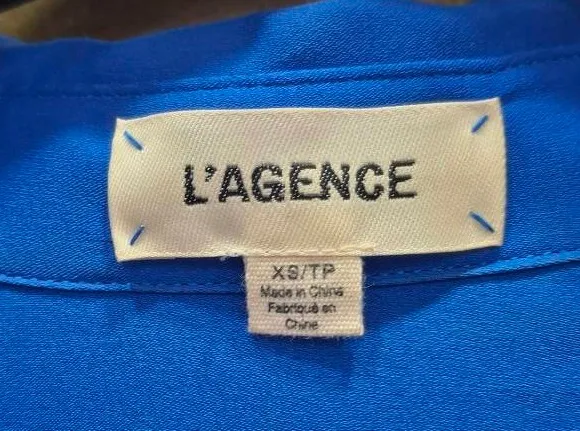 L'AGENCE
XS/TP
Made in China
Fabriqué en
Chine